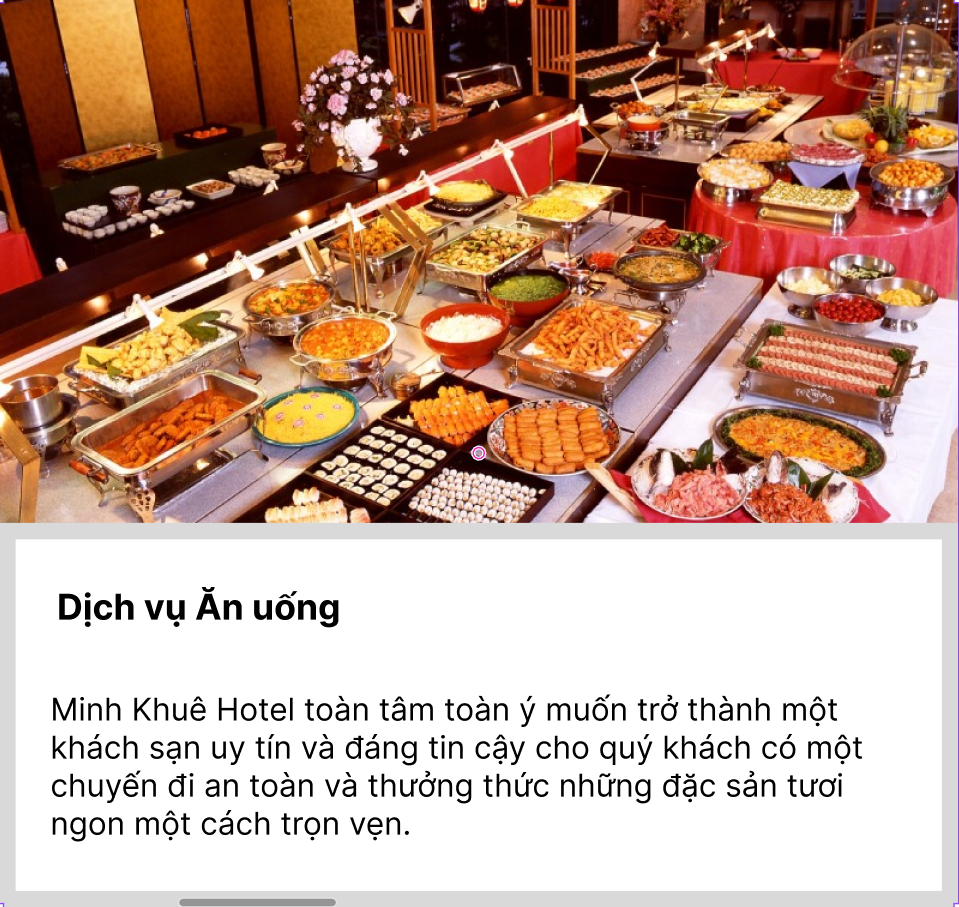 Dịch vụ Ăn uống
Minh Khuê Hotel toàn tâm toàn ý muốn trở thành một
khách sạn uy tín và đáng tin cậy cho quý khách có một
chuyến đi an toàn và thưởng thức những đặc sản tươi
ngon một cách trọn vẹn.